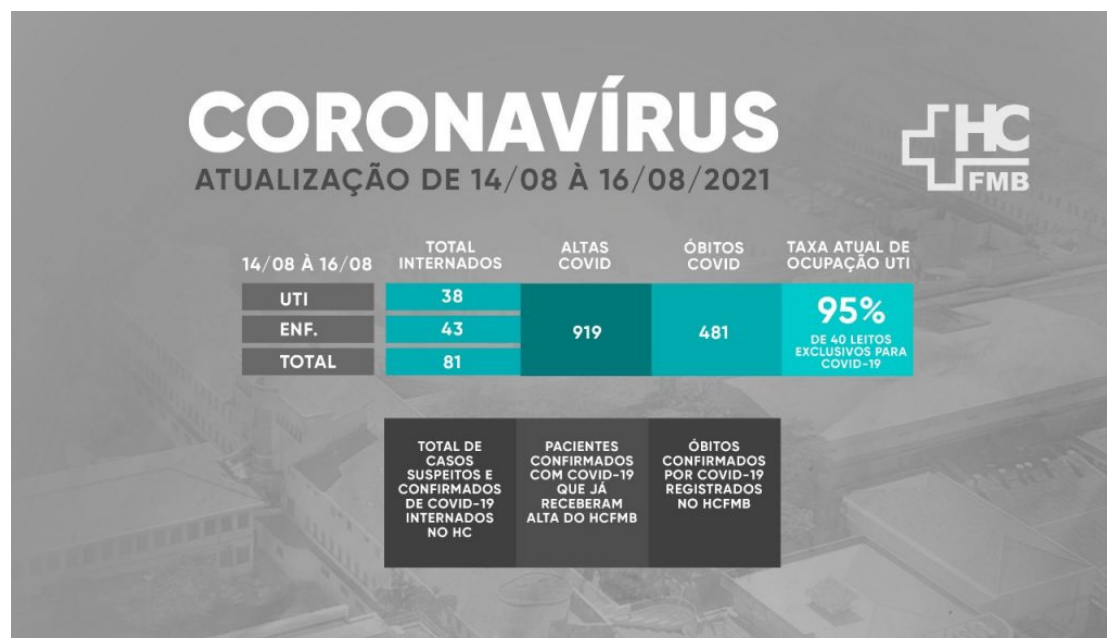 CORONAVÍRUS
ATUALIZAÇÃO DE 14/08 À 16/08/2021
HC
FMB
14/08 À 16/08
TOTAL
INTERNADOS
ALTAS
COVID
ÓBITOS
COVID
TAXA ATUAL DE
OCUPAÇÃO UTI
UTI
38
ENF.
43
TOTAL
81
919
481
95%
DE 40 LEITOS
EXCLUSIVOS PARA
COVID-19
TOTAL DE
CASOS
SUSPEITOS E
CONFIRMADOS
DE COVID-19
INTERNADOS
NO HC
PACIENTES
CONFIRMADOS
COM COVID-19
QUE JÁ
RECEBERAM
ALTA DO HCFMB
ÓBITOS
CONFIRMADOS
POR COVID-19
REGISTRADOS
NO HCFMB